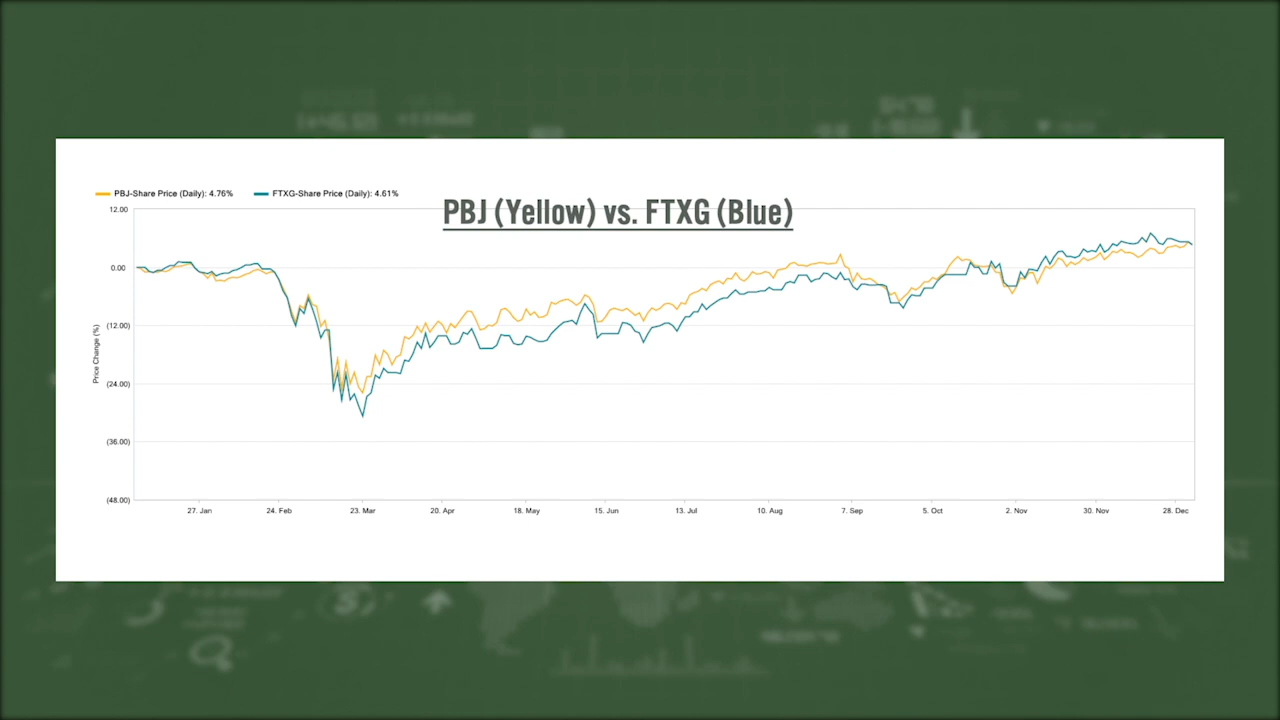 PBJ-Share Price (Daily): 4.76% FTXG-Share Price (Daily): 4.61%
PBJ (Yellow) vs. FTXG (Blue)
12.00
0.00
(12.00)
(24.00)
(36.00)
(48.00)
Price Change (%)
27. Jan 24. Feb 23. Mar 20. Apr 18. May 15. Jun 13. Jul 10. Aug 7. Sep 5. Oct 2. Nov 30. Nov 28. Dec